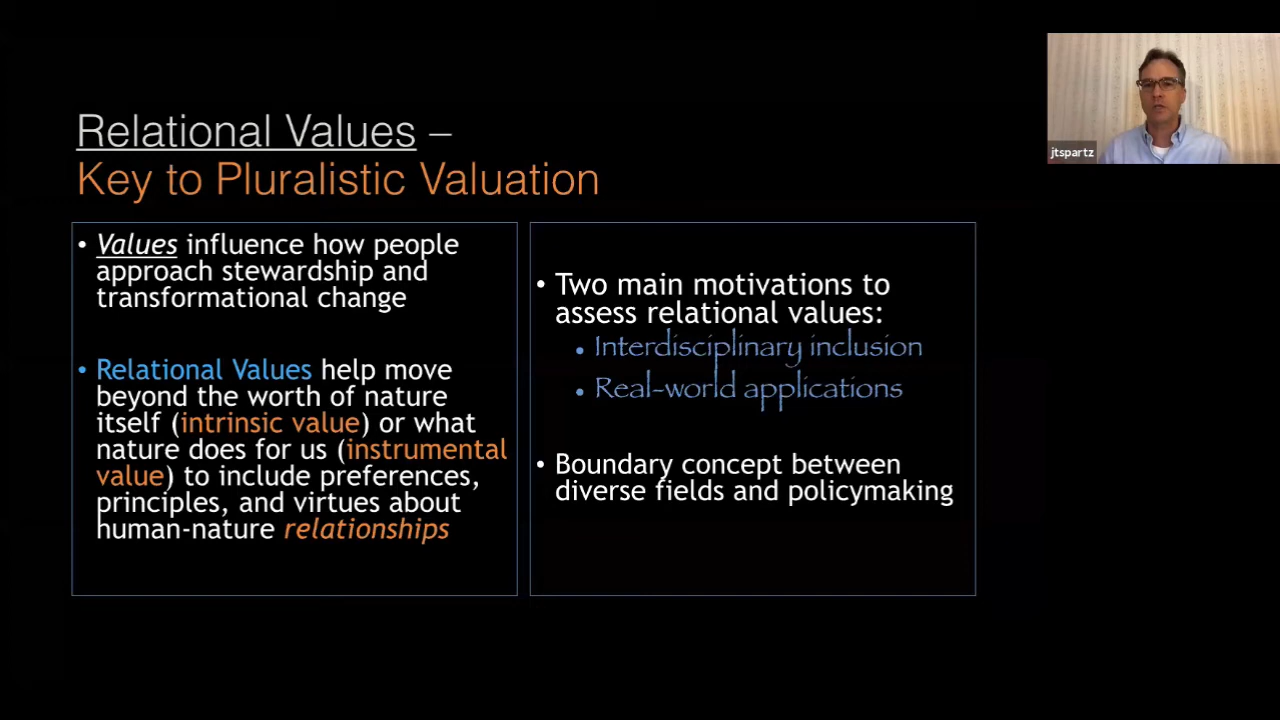 Relational Values –
Key to Pluralistic Valuation
• Values influence how people
approach stewardship and
transformational change
• Relational Values help move
beyond the worth of nature
itself (intrinsic value) or what
nature does for us (instrumental
value) to include preferences,
principles, and virtues about
human-nature relationships
• Two main motivations to
assess relational values:
• Interdisciplinary inclusion
• Real-world applications
• Boundary concept between
diverse fields and policymaking
jtspartz